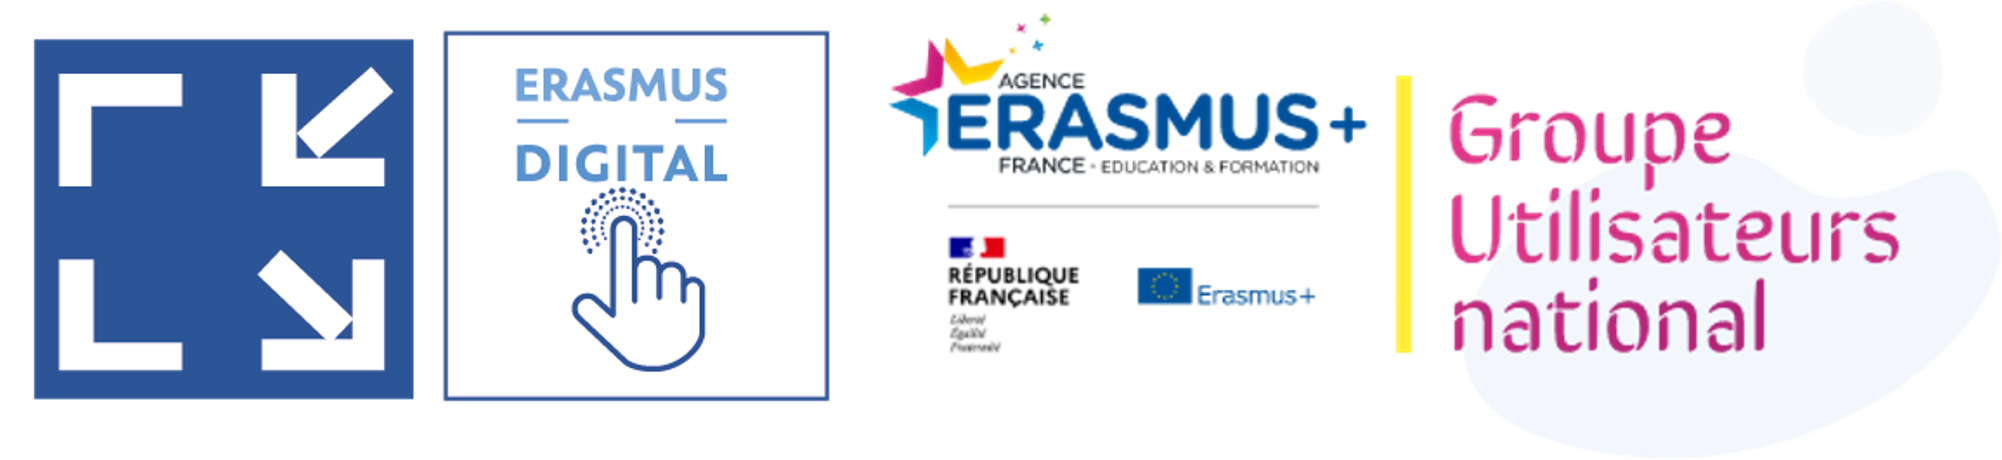 ERASMUS
DIGITAL
AGENCE
ERASMUS+
FRANCE - EDUCATION & FORMATION
RÉPUBLIQUE
FRANÇAISE
Liberté
Égalité
Fraternité
Erasmus+
Groupe
Utilisateurs
national